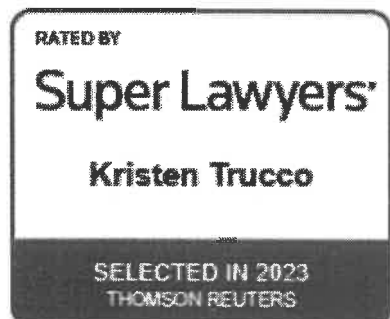 RATED BY
Super Lawyers
Kristen Trucco
SELECTED IN 2023
THOMSON REUTERS